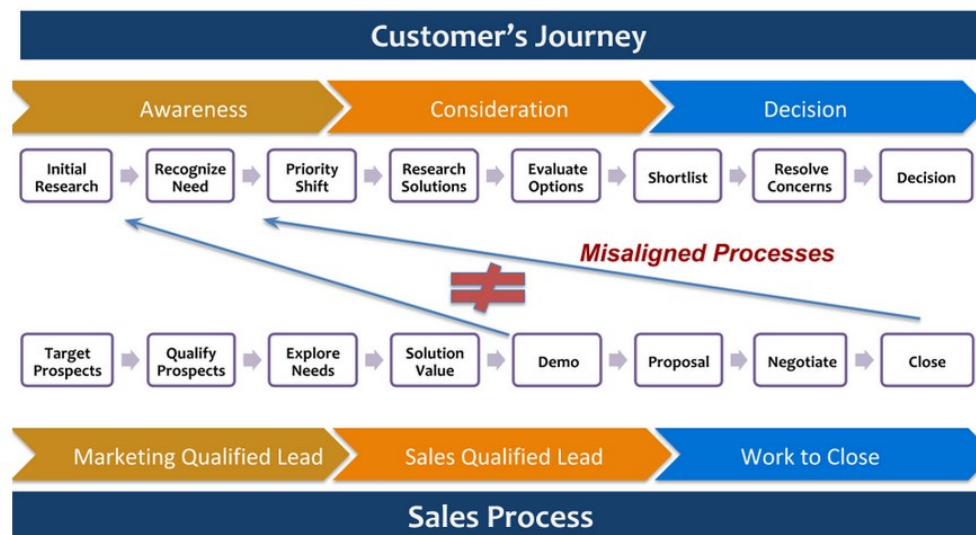 Customer's Journey
Awareness
Consideration
Decision
Initial
Research
Recognize
Need
Priority
Shift
Research
Solutions
Evaluate
Options
Shortlist
Resolve
Concerns
Decision
Misaligned Processes
≠
Target
Prospects
Qualify
Prospects
Explore
Needs
Solution
Value
Demo
Proposal
Negotiate
Close
Marketing Qualified Lead
Sales Qualified Lead
Work to Close
Sales Process